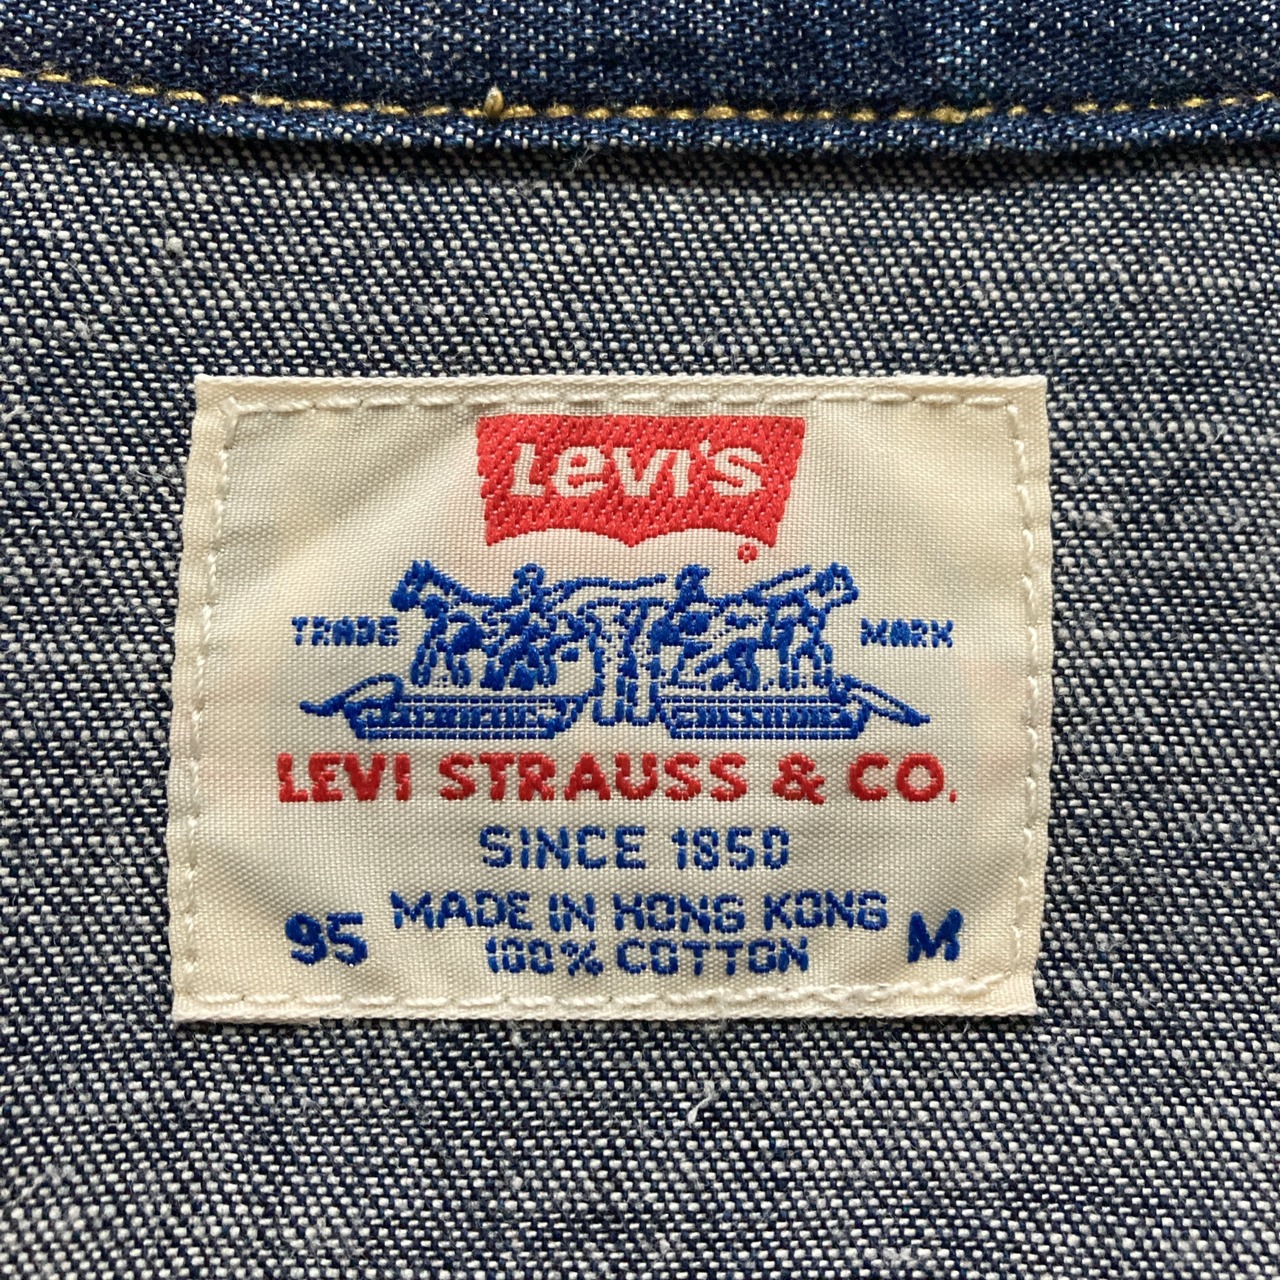 Levi's
®
TRADE MARK
LEVI STRAUSS & CO.
SINCE 1850
MADE IN HONG KONG
95 M
100% COTTON